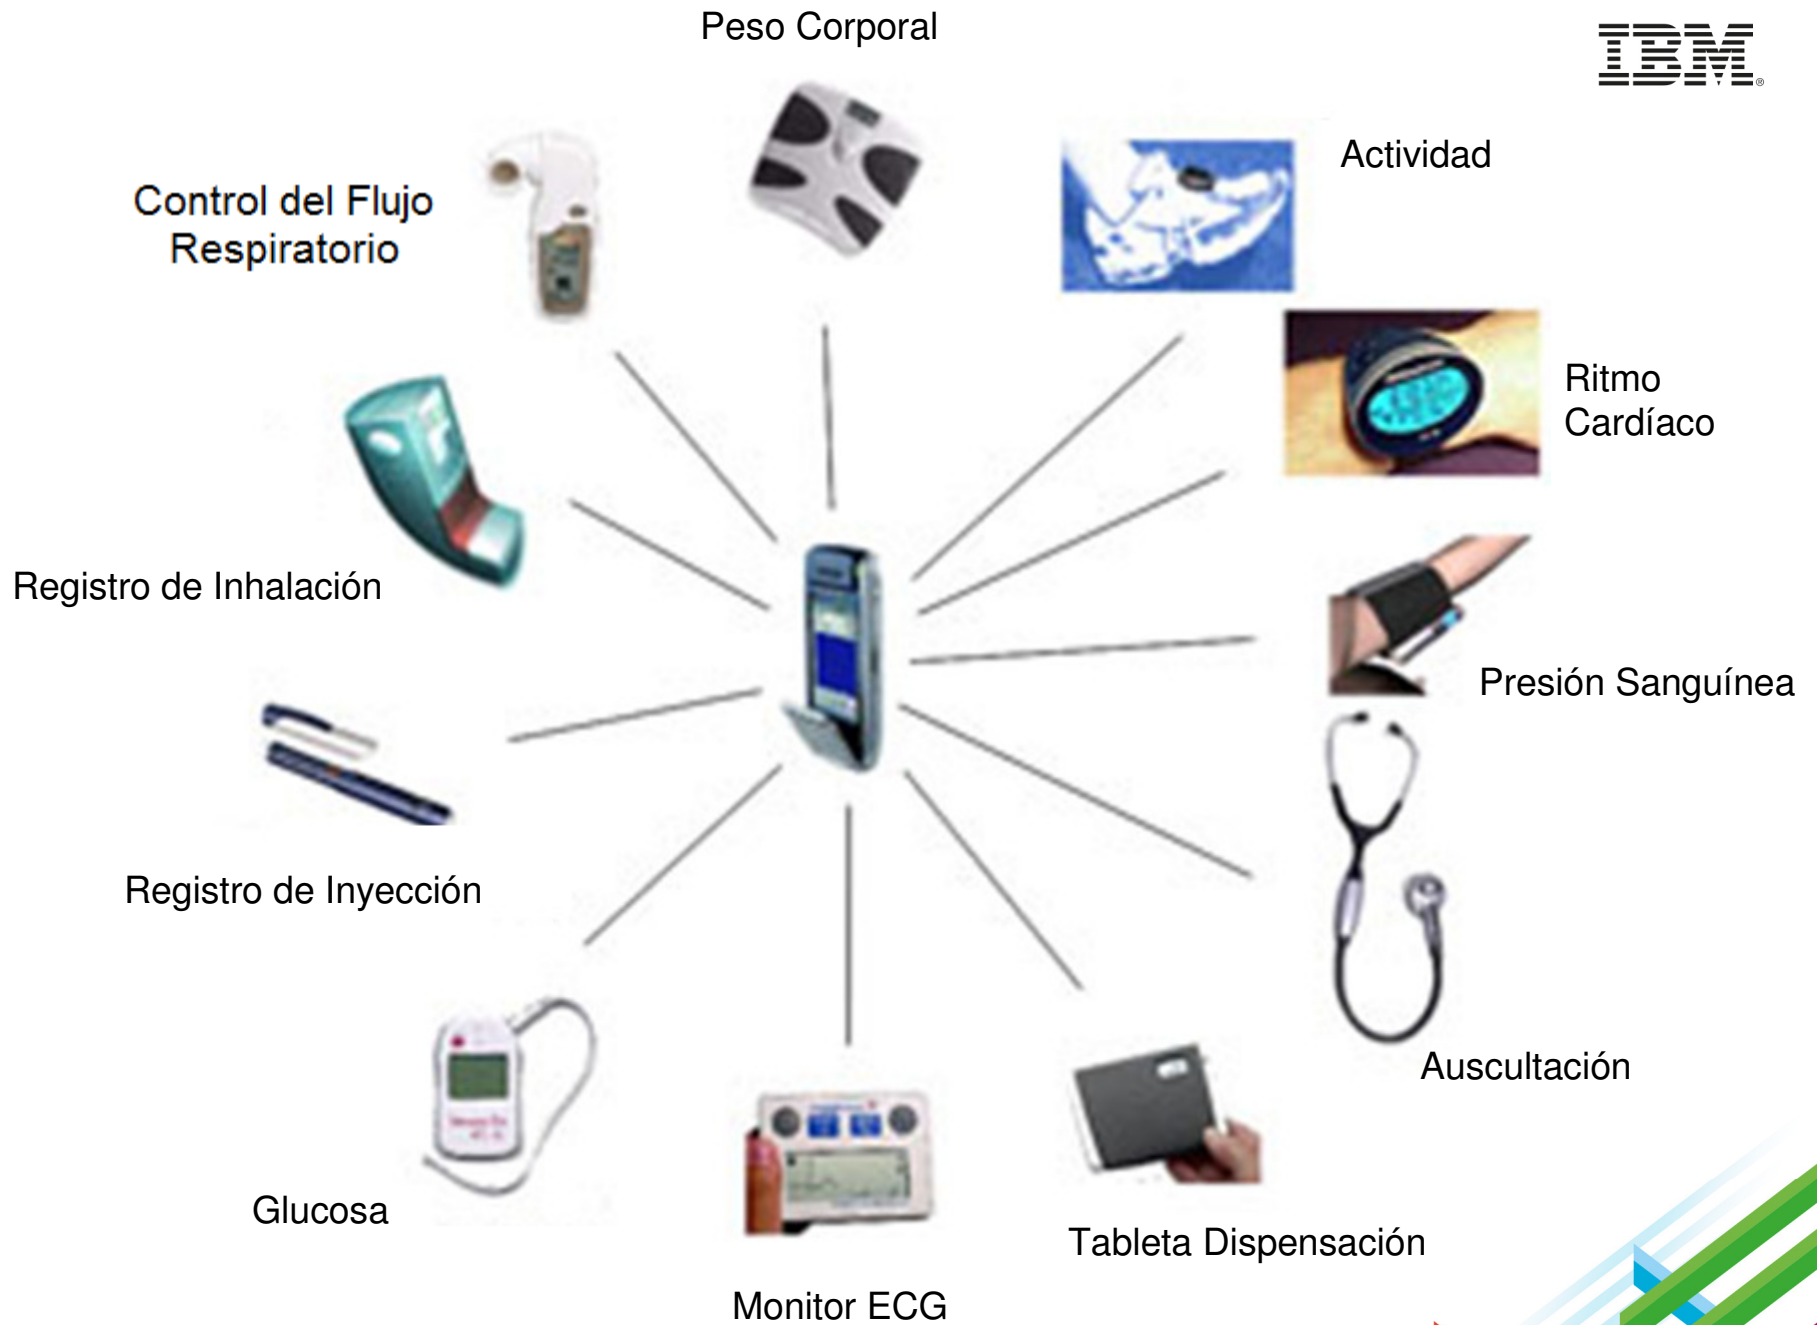 Peso Corporal
IBM
Actividad
Control del Flujo
Respiratorio
Ritmo
Cardíaco
Registro de Inhalación
Presión Sanguínea
Registro de Inyección
Auscultación
Glucosa
Tableta Dispensación
Monitor ECG